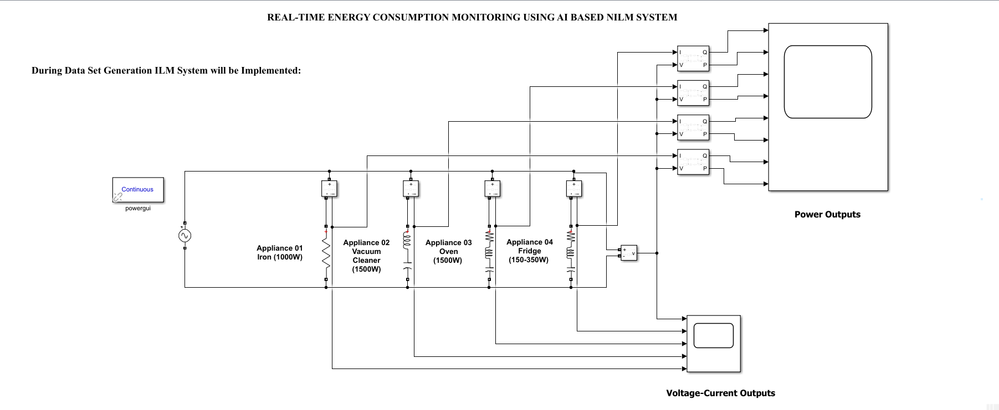 REAL-TIME ENERGY CONSUMPTION MONITORING USING AI BASED NILM SYSTEM
During Data Set Generation ILM System will be Implemented:
I Q
V P
I Q
V P
I Q
V P
I Q
V P
Continuous
powergui
Power Outputs
Appliance 01
Iron (1000W)
Appliance 02
Vacuum
Cleaner
(1500W)
Appliance 03
Oven
(1500W)
Appliance 04
Fridge
(150-350W)
+ v
-
Voltage-Current Outputs